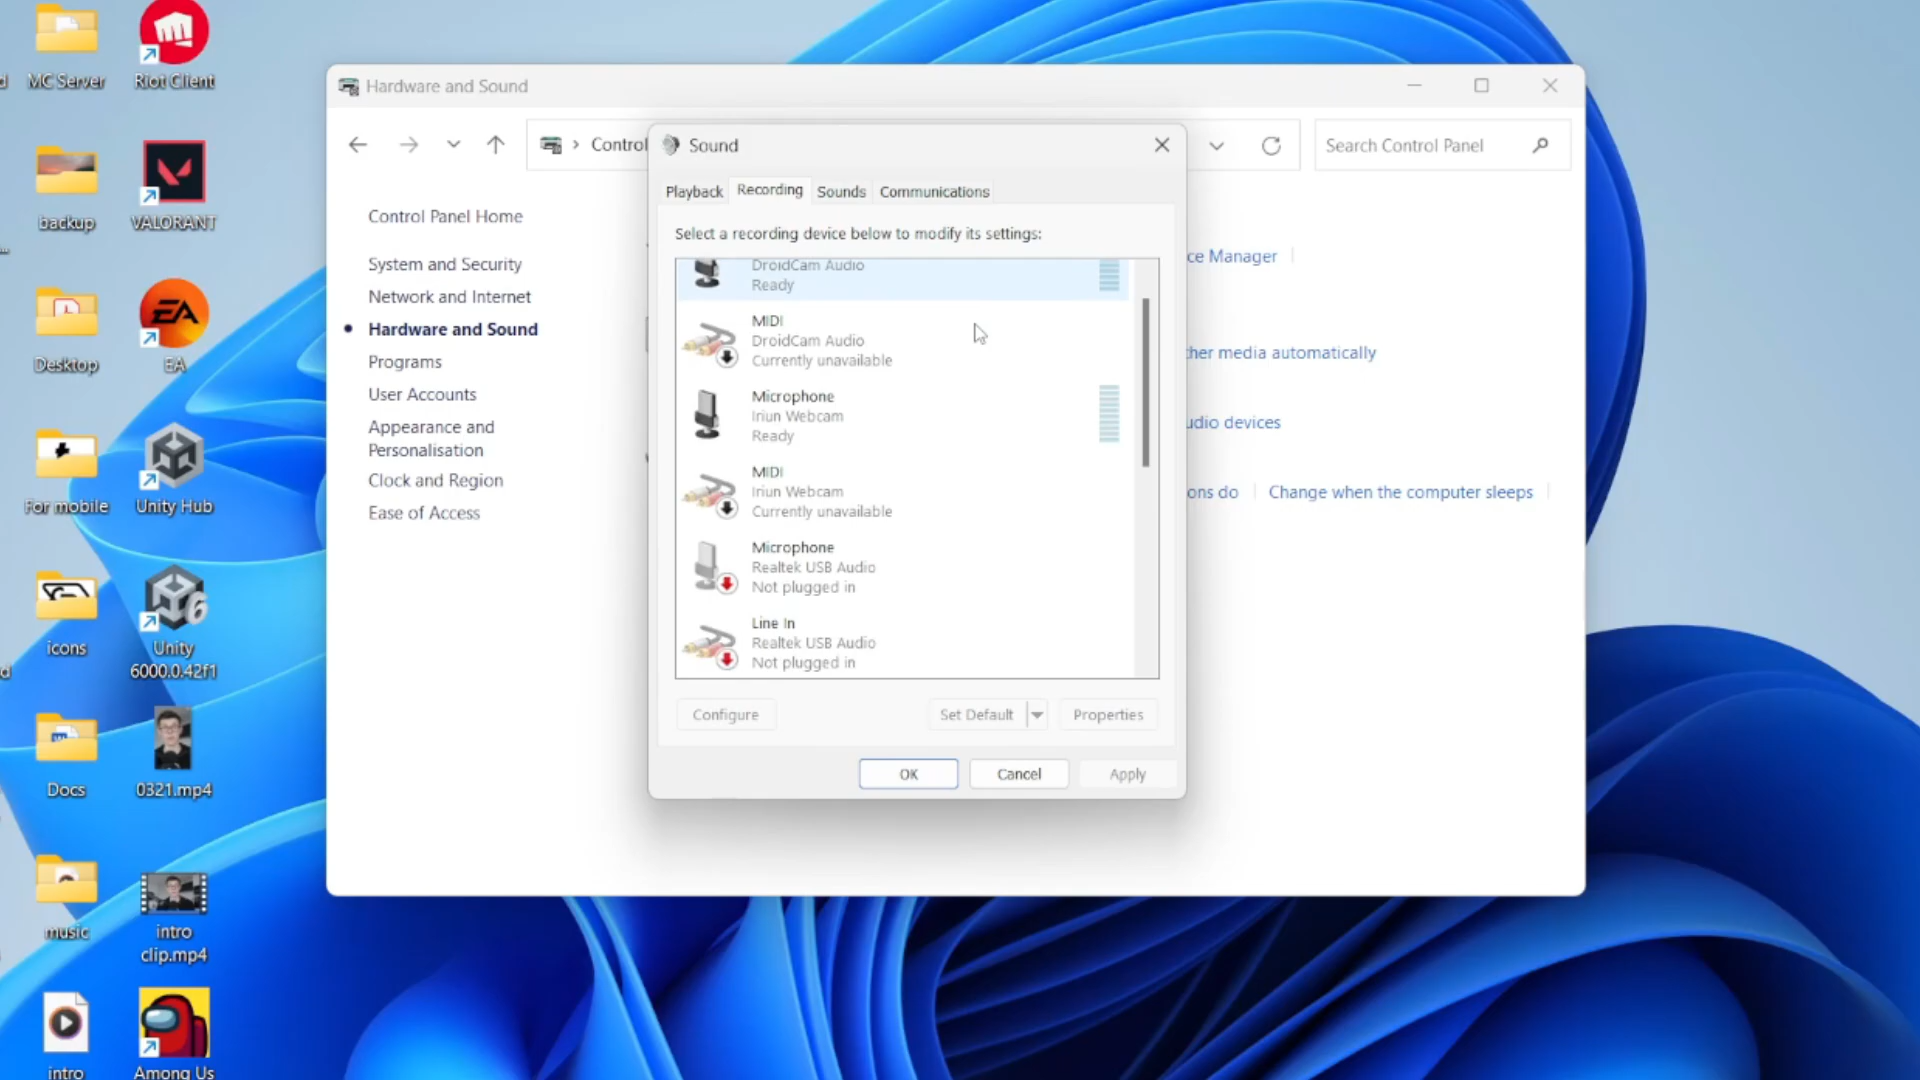 MC Server
Riot Client
backup
VALORANT
Desktop
EA
For mobile
Unity Hub
icons
Unity
6000.0.42f1
Docs
0321.mp4
music
intro
clip.mp4
intro
Among Us
Hardware and Sound
Control
Search Control Panel
Control Panel Home
System and Security
Network and Internet
Hardware and Sound
Programs
User Accounts
Appearance and
Personalisation
Clock and Region
Ease of Access
Sound
Playback
Recording
Sounds
Communications
Select a recording device below to modify its settings:
DroidCam Audio
Ready
MIDI
DroidCam Audio
Currently unavailable
Microphone
Iriun Webcam
Ready
MIDI
Iriun Webcam
Currently unavailable
Microphone
Realtek USB Audio
Not plugged in
Line In
Realtek USB Audio
Not plugged in
Configure
Set Default
Properties
OK
Cancel
Apply
ce Manager
her media automatically
udio devices
ons do
Change when the computer sleeps